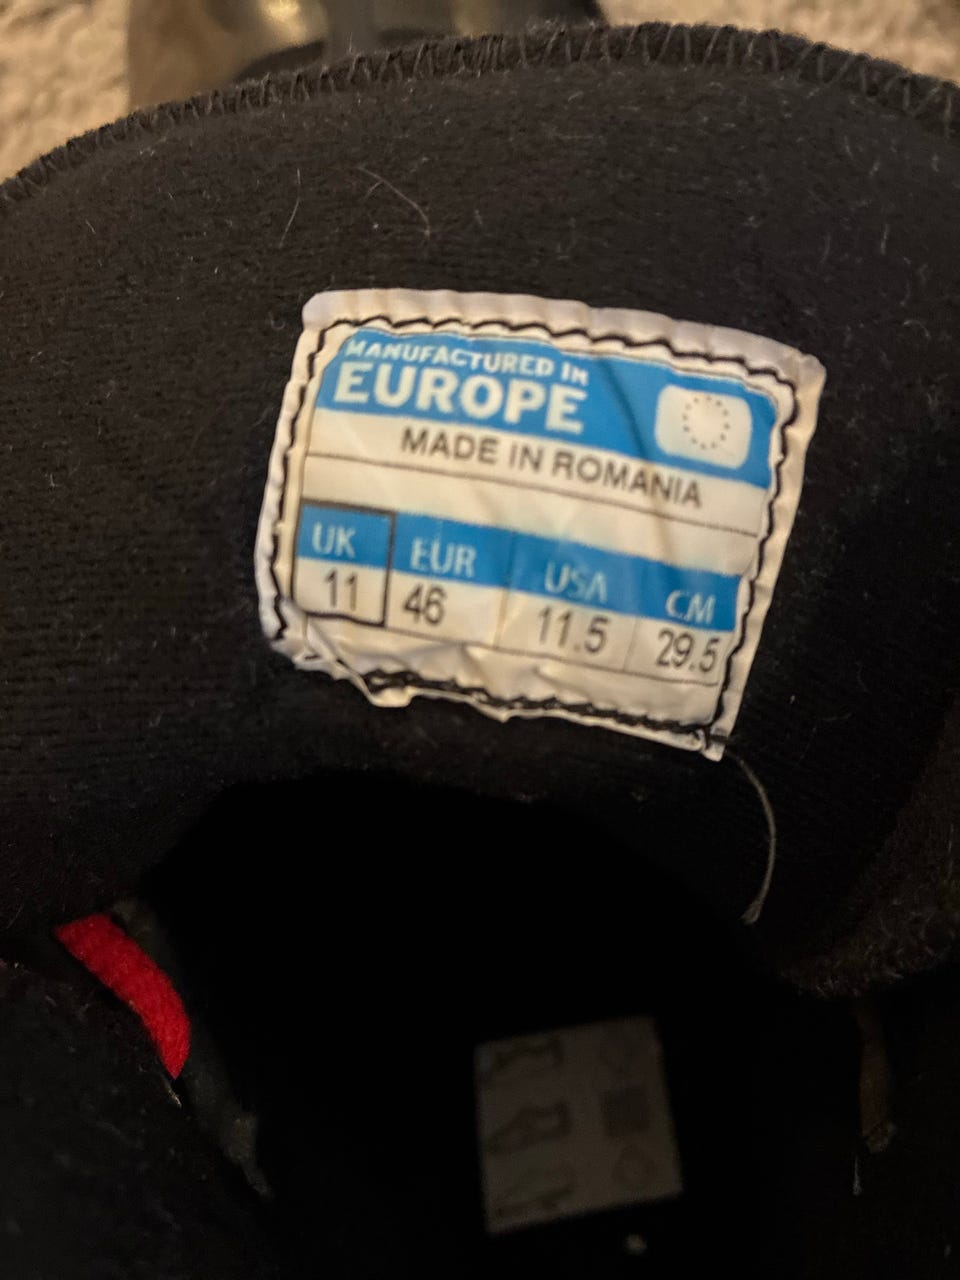 MANUFACTURED IN
EUROPE
MADE IN ROMANIA
UK EUR USA CM
11 46 11.5 29.5